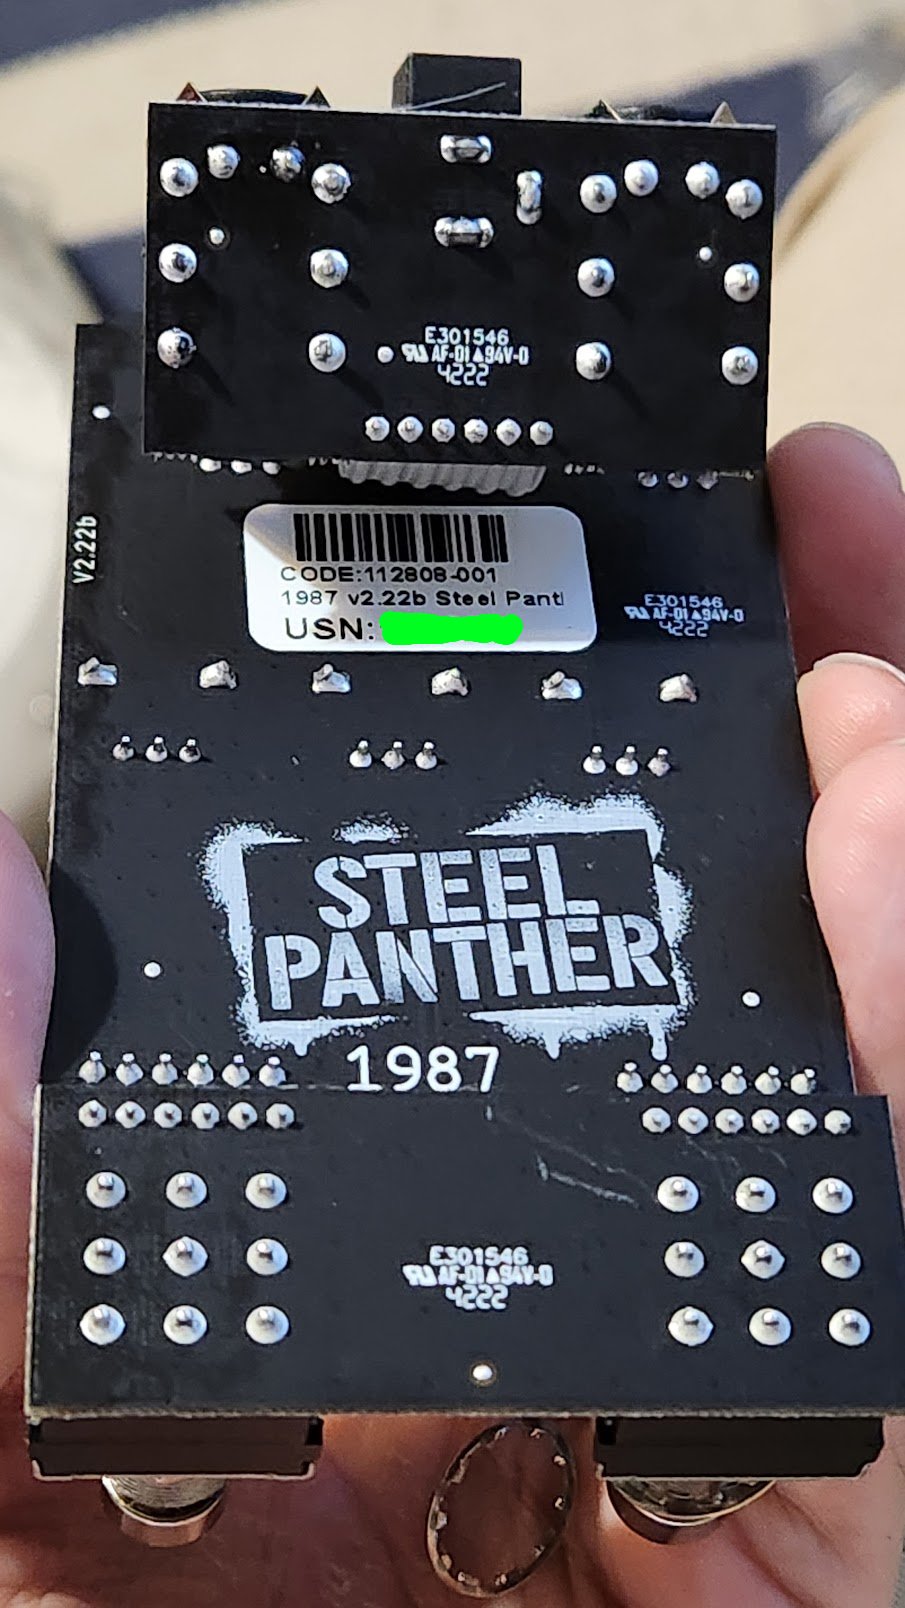 E301546
AF-01▲94V-0
4222
V2.22b
CODE:112808-001
1987 v2.22b Steel Pant
USN:
E301546
AF-01▲94V-0
4222
STEEL
PANTHER
1987
E301546
AF-01▲94V-0
4222